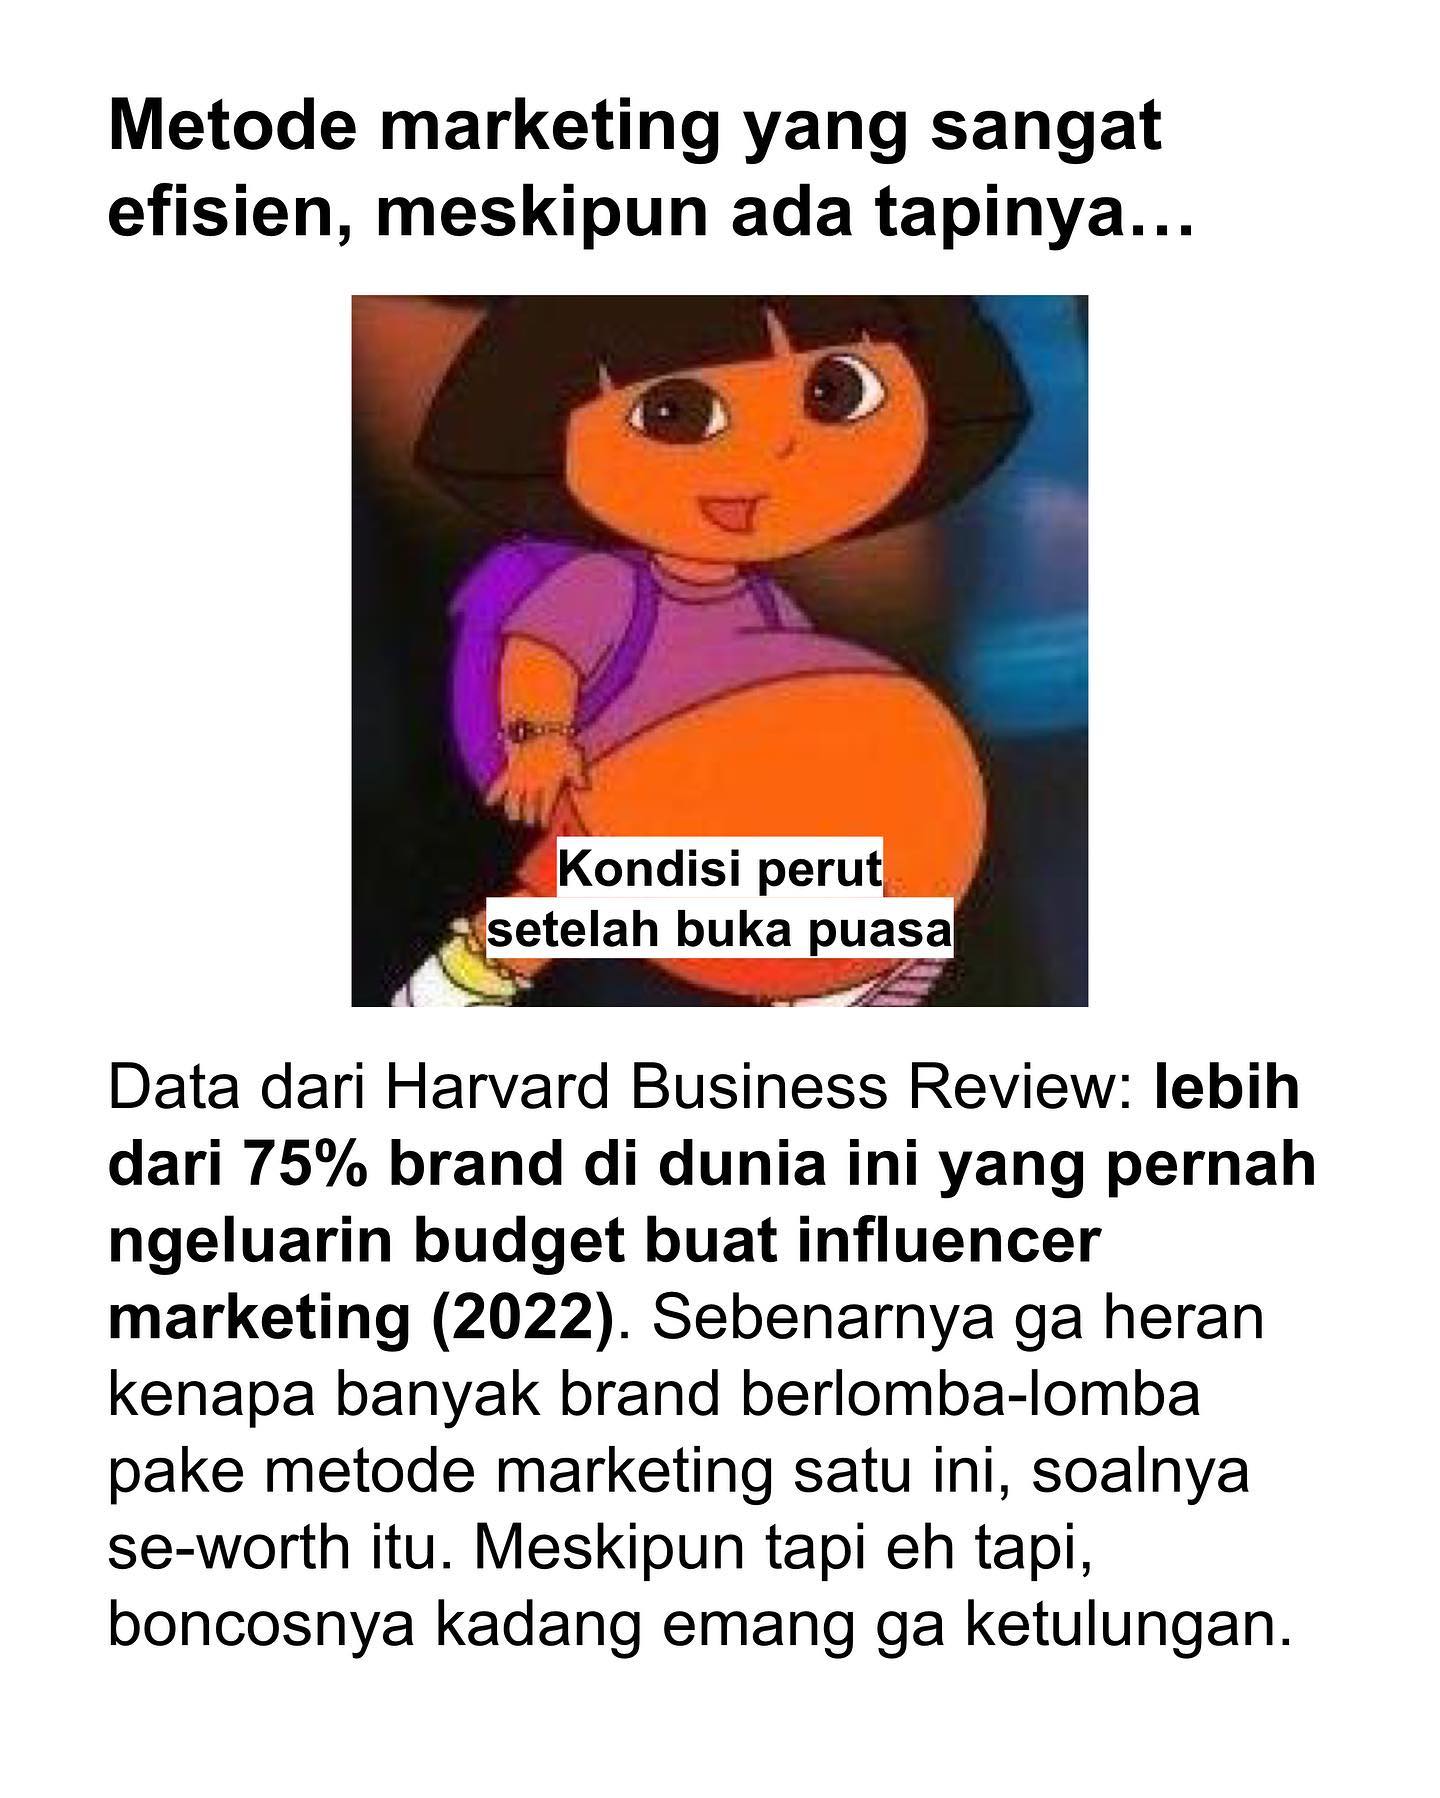 Metode marketing yang sangat
efisien, meskipun ada tapinya…
Kondisi perut
setelah buka puasa
Data dari Harvard Business Review: lebih
dari 75% brand di dunia ini yang pernah
ngeluarin budget buat influencer
marketing (2022). Sebenarnya ga heran
kenapa banyak brand berlomba-lomba
pake metode marketing satu ini, soalnya
se-worth itu. Meskipun tapi eh tapi,
boncosnya kadang emang ga ketulungan.